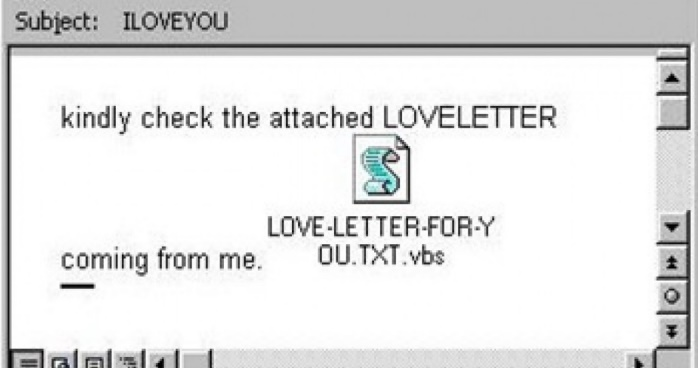 Subject: ILOVEYOU
kindly check the attached LOVELETTER
LOVE-LETTER-FOR-Y
OU.TXT.vbs
coming from me.